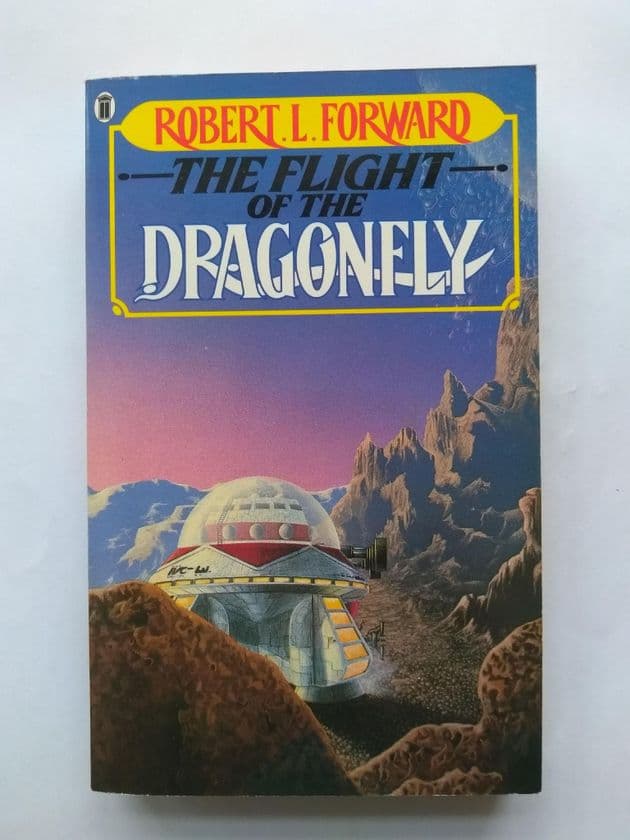 ROBERT.L.FORWARD
THE FLIGHT
OF THE
DRAGONFLY